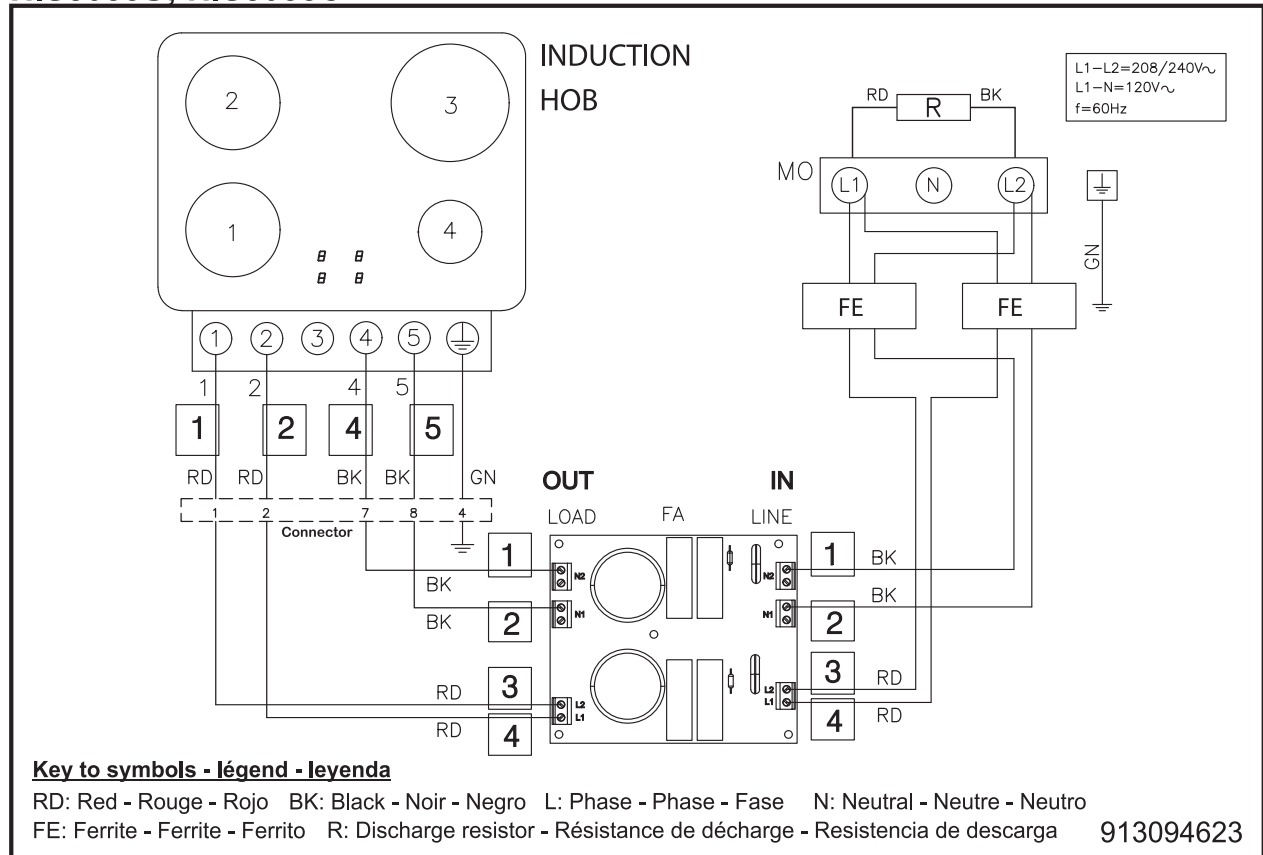 INDUCTION
HOB
2
3
1
4
8 8
8 8
L1-L2=208/240V~
L1-N=120V~
f=60Hz
RD R BK
MO L1 N L2
GN
FE FE
1 2 3 4 5
1 2 4 5
1 2 4 5
RD RD BK BK GN
1 2 7 8 4
Connector
OUT IN
LOAD FA LINE
1 N2 N2 1 BK
BK
BK
BK
2 N1 N1 2
3 L2 L2 3 RD
RD
4 L1 L1 4 RD
RD
Key to symbols - légend - leyenda
RD: Red - Rouge - Rojo BK: Black - Noir - Negro L: Phase - Phase - Fase N: Neutral - Neutre - Neutro
FE: Ferrite - Ferrite - Ferrito R: Discharge resistor - Résistance de décharge - Resistencia de descarga 913094623